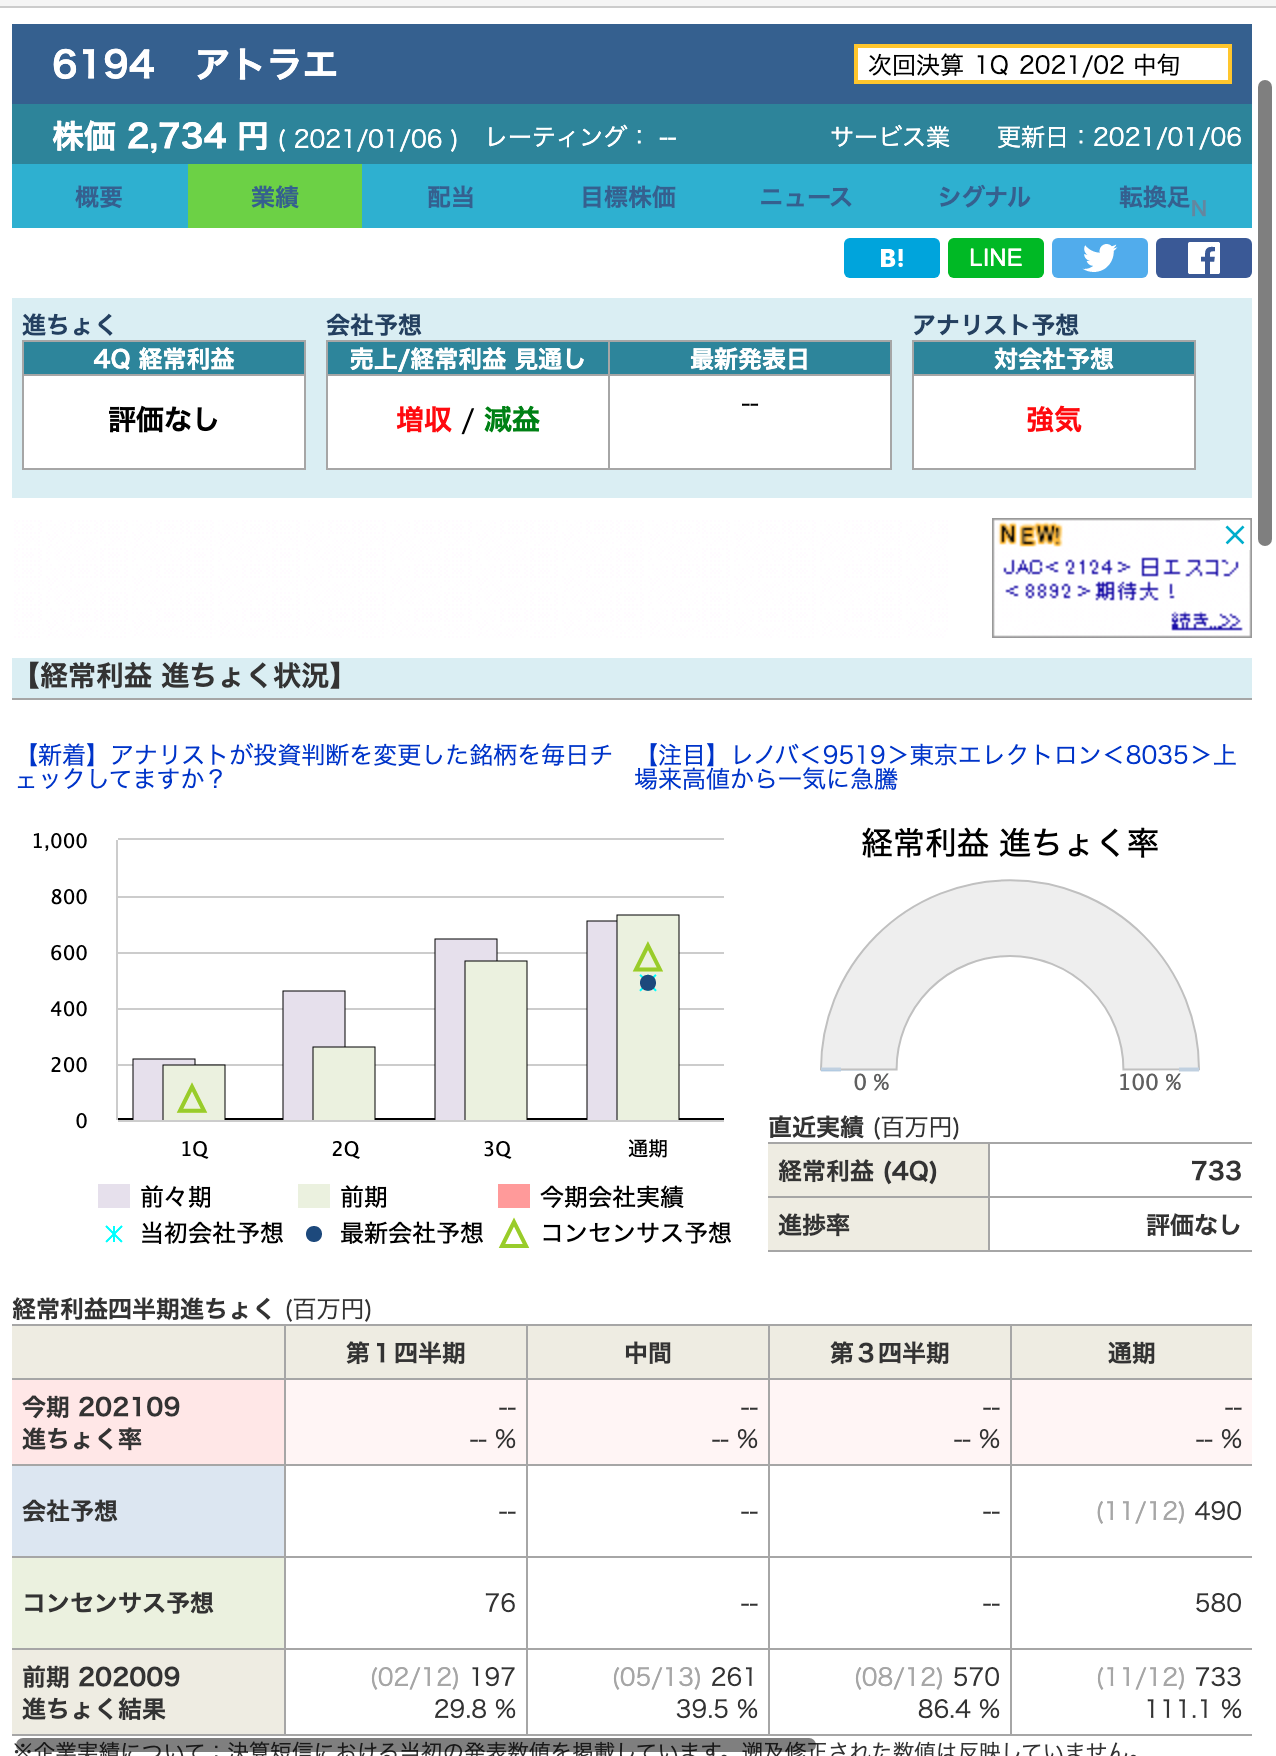 6194 アトラエ
次回決算 1Q 2021/02 中旬
株価 2,734 円 ( 2021/01/06 ) レーティング： -- サービス業 更新日：2021/01/06
概要 業績 配当 目標株価 ニュース シグナル 転換足 N
B! LINE
進ちょく 会社予想 アナリスト予想
4Q 経常利益 売上/経常利益 見通し 最新発表日 対会社予想
評価なし 増収 / 減益 -- 強気
NEW!
JAC<2124> 日エスコン
<8892>期待大！
続き..>>
【経常利益 進ちょく状況】
【新着】アナリストが投資判断を変更した銘柄を毎日チ
ェックしてますか？
【注目】レノバ<9519>東京エレクトロン<8035>上
場来高値から一気に急騰
1,000
800
600
400
200
0
1Q 2Q 3Q 通期
前々期 前期 今期会社実績
当初会社予想 最新会社予想 コンセンサス予想
経常利益 進ちょく率
0 % 100 %
直近実績 (百万円)
経常利益 (4Q) 733
進捗率 評価なし
経常利益四半期進ちょく (百万円)
第１四半期 中間 第３四半期 通期
今期 202109 -- -- -- --
進ちょく率 -- % -- % -- % -- %
会社予想 -- -- -- (11/12) 490
コンセンサス予想 76 -- -- 580
前期 202009 (02/12) 197 (05/13) 261 (08/12) 570 (11/12) 733
進ちょく結果 29.8 % 39.5 % 86.4 % 111.1 %
※企業実績について：決算短信における当初の発表数値を掲載しています。遡及修正された数値は反映していません。